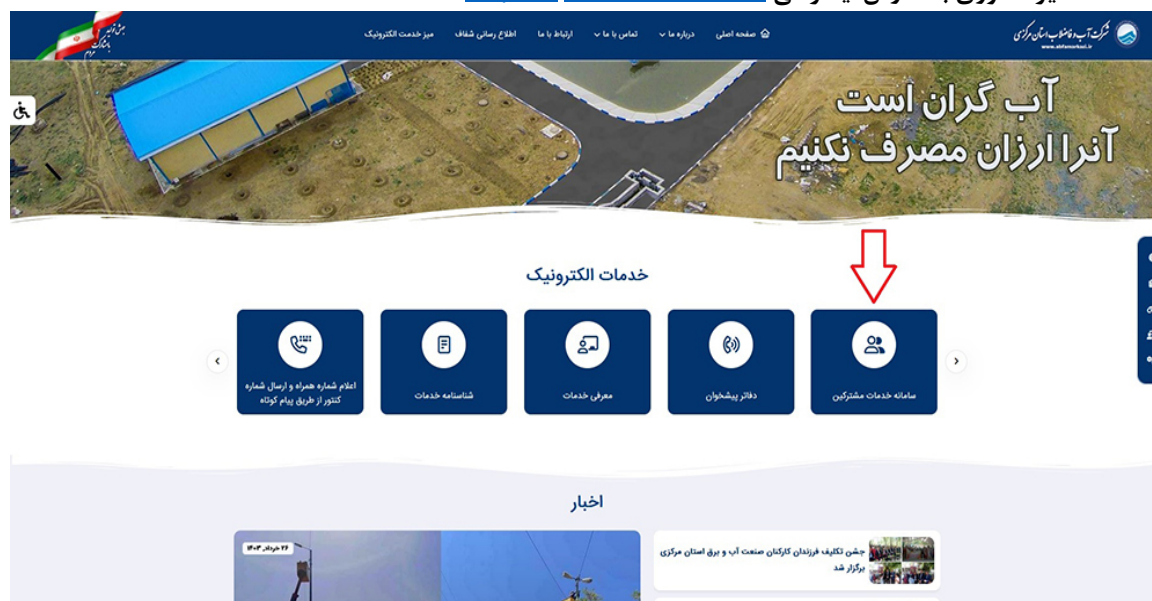 شرکت آب و فاضلاب استان مرکزی
www.abfamarkazi.ir
صفحه اصلی
درباره ما
تماس با ما
ارتباط با ما
اطلاع رسانی شفاف
میز خدمت الکترونیک
آب گران است
آنرا ارزان مصرف نکنیم
خدمات الکترونیک
سامانه خدمات مشترکین
دفاتر پیشخوان
معرفی خدمات
شناسنامه خدمات
اعلام شماره همراه و ارسال شماره
کنتور از طریق پیام کوتاه
اخبار
جشن تکلیف فرزندان کارکنان صنعت آب و برق استان مرکزی
برگزار شد
۲۶ خرداد, ۱۴۰۳